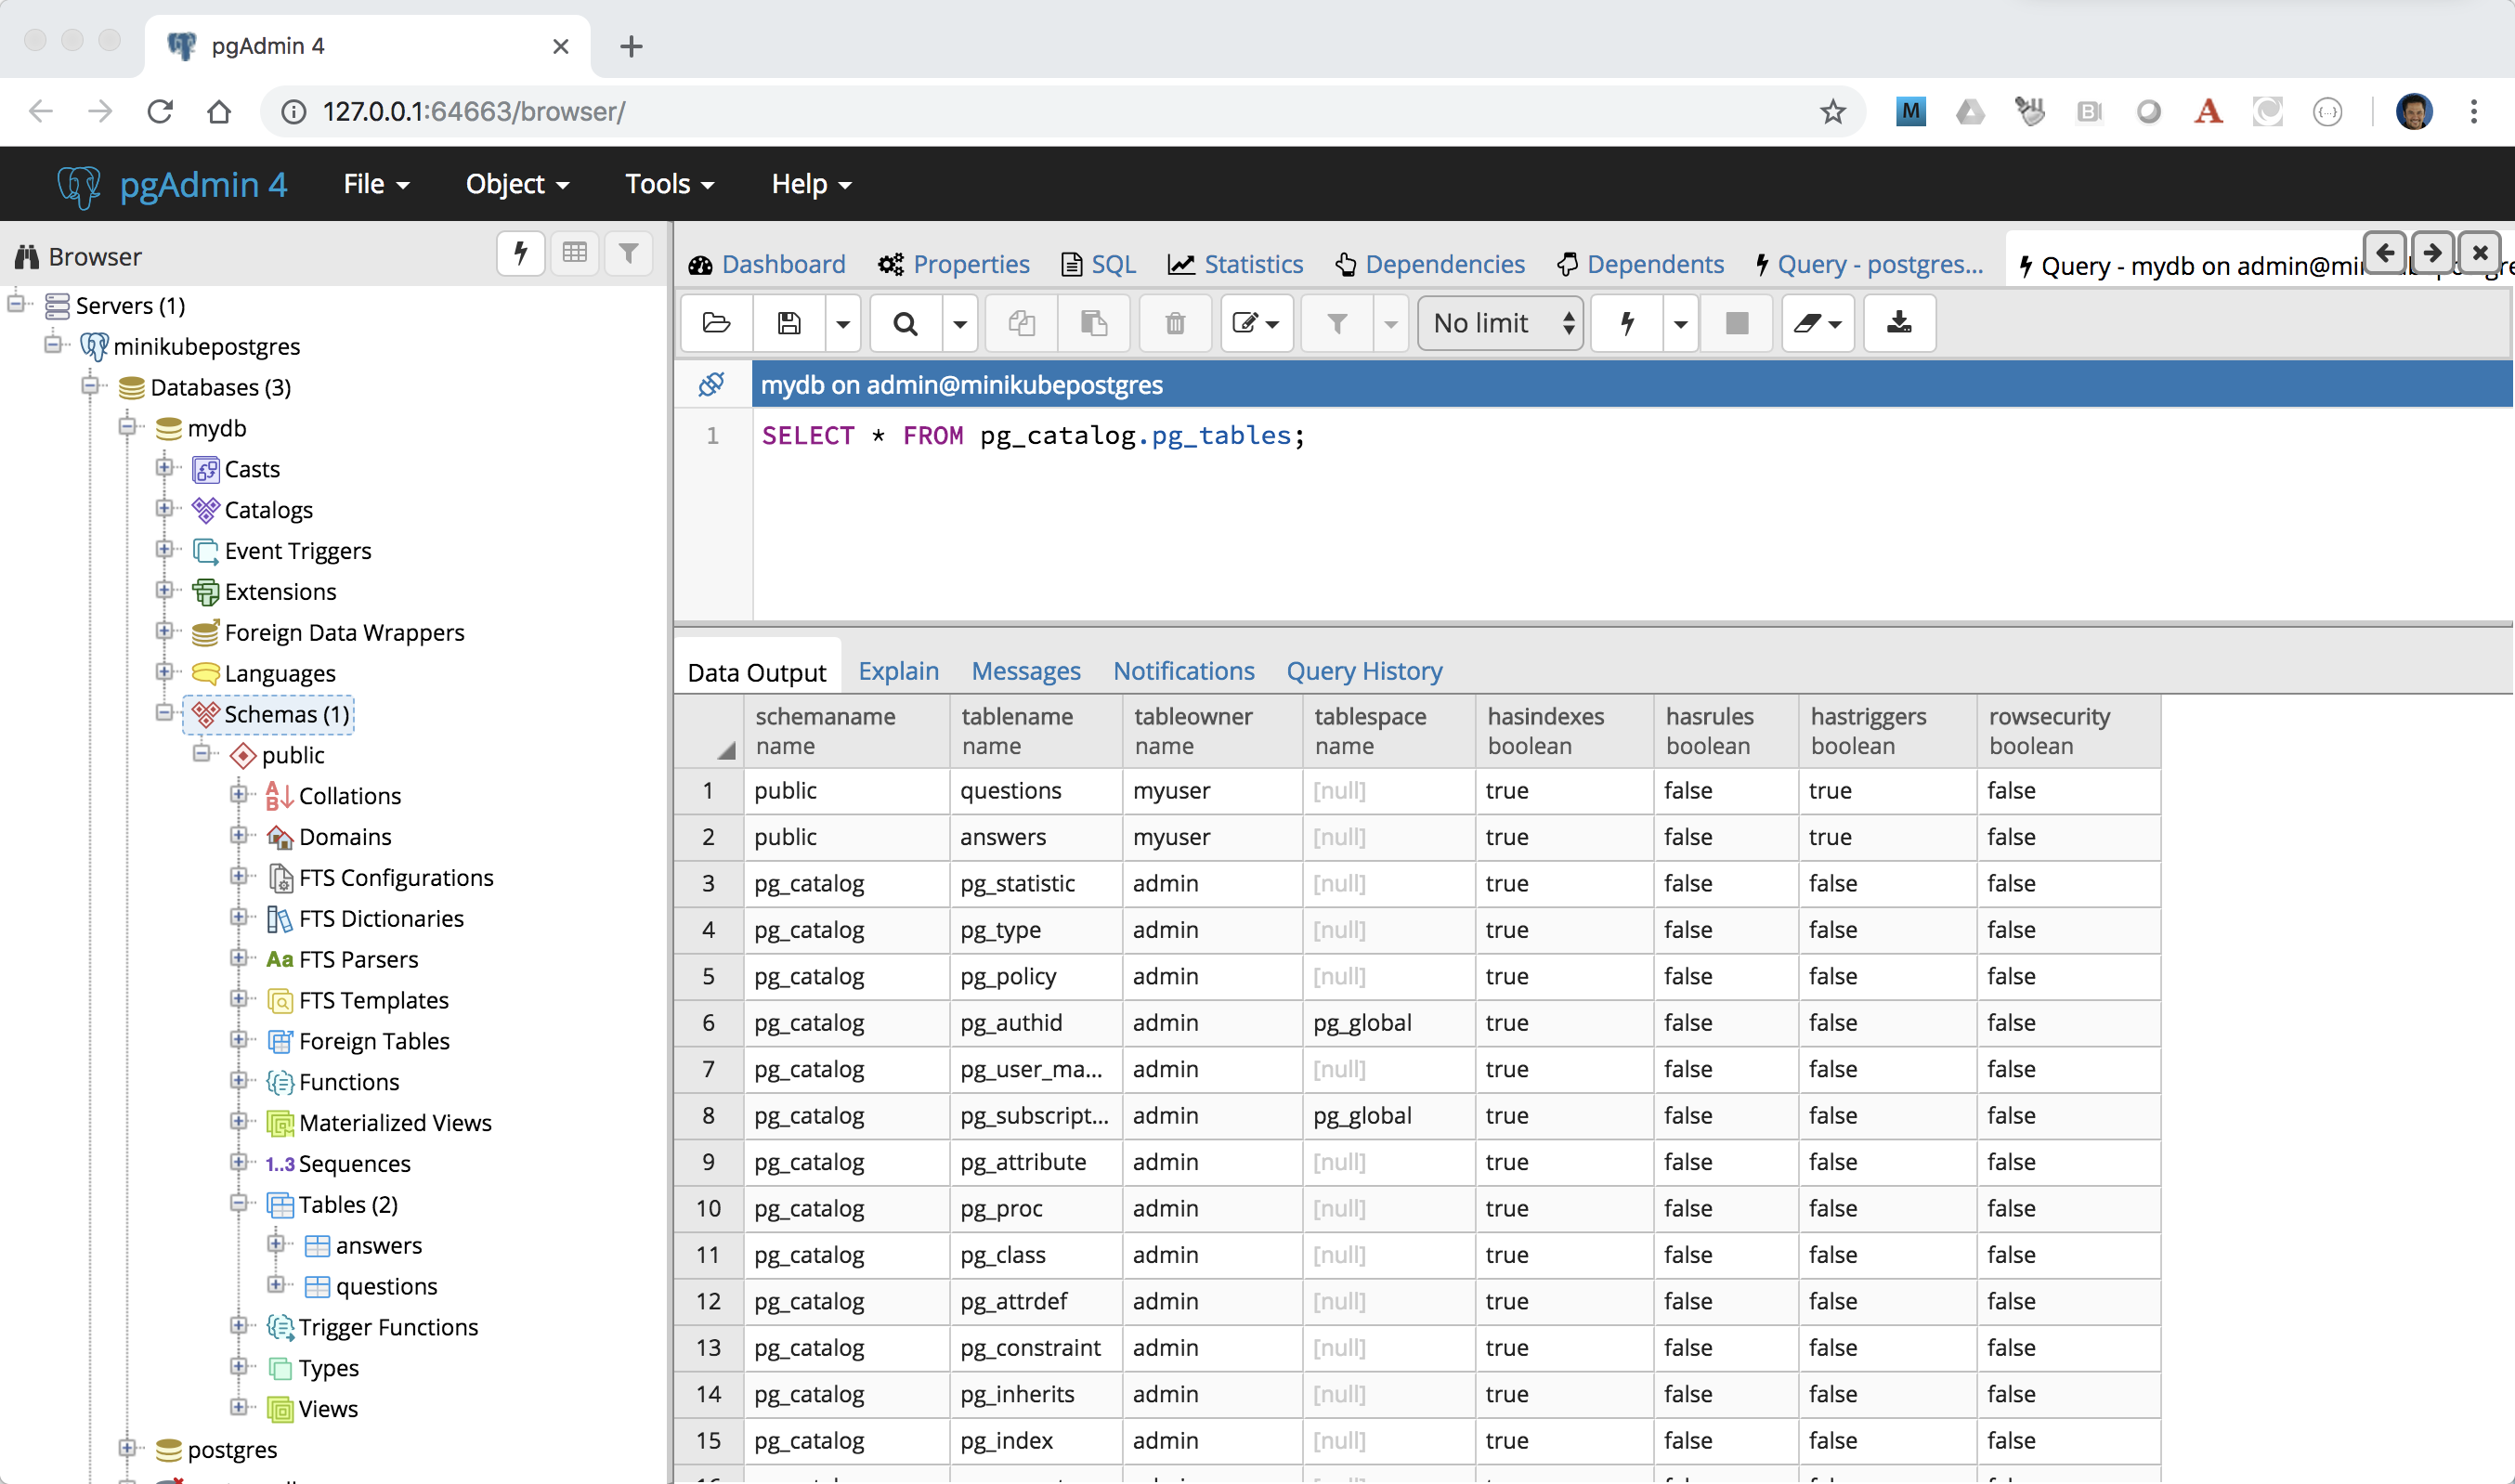 pgAdmin 4
127.0.0.1:64663/browser/
M
B
A
pgAdmin 4 File Object Tools Help
Browser
Dashboard Properties SQL Statistics Dependencies Dependents Query - postgres... Query - mydb on admin@mi
No limit
mydb on admin@minikubepostgres
1 SELECT * FROM pg_catalog.pg_tables;
Servers (1)
minikubepostgres
Databases (3)
mydb
Casts
Catalogs
Event Triggers
Extensions
Foreign Data Wrappers
Languages
Schemas (1)
public
Collations
Domains
FTS Configurations
FTS Dictionaries
Aa FTS Parsers
FTS Templates
Foreign Tables
Functions
Materialized Views
1..3 Sequences
Tables (2)
answers
questions
Trigger Functions
Types
Views
postgres
Data Output Explain Messages Notifications Query History
schemaname tablename tableowner tablespace hasindexes hasrules hastriggers rowsecurity
name name name name boolean boolean boolean boolean
1 public questions myuser [null] true false true false
2 public answers myuser [null] true false true false
3 pg_catalog pg_statistic admin [null] true false false false
4 pg_catalog pg_type admin [null] true false false false
5 pg_catalog pg_policy admin [null] true false false false
6 pg_catalog pg_authid admin pg_global true false false false
7 pg_catalog pg_user_ma... admin [null] true false false false
8 pg_catalog pg_subscript... admin pg_global true false false false
9 pg_catalog pg_attribute admin [null] true false false false
10 pg_catalog pg_proc admin [null] true false false false
11 pg_catalog pg_class admin [null] true false false false
12 pg_catalog pg_attrdef admin [null] true false false false
13 pg_catalog pg_constraint admin [null] true false false false
14 pg_catalog pg_inherits admin [null] true false false false
15 pg_catalog pg_index admin [null] true false false false